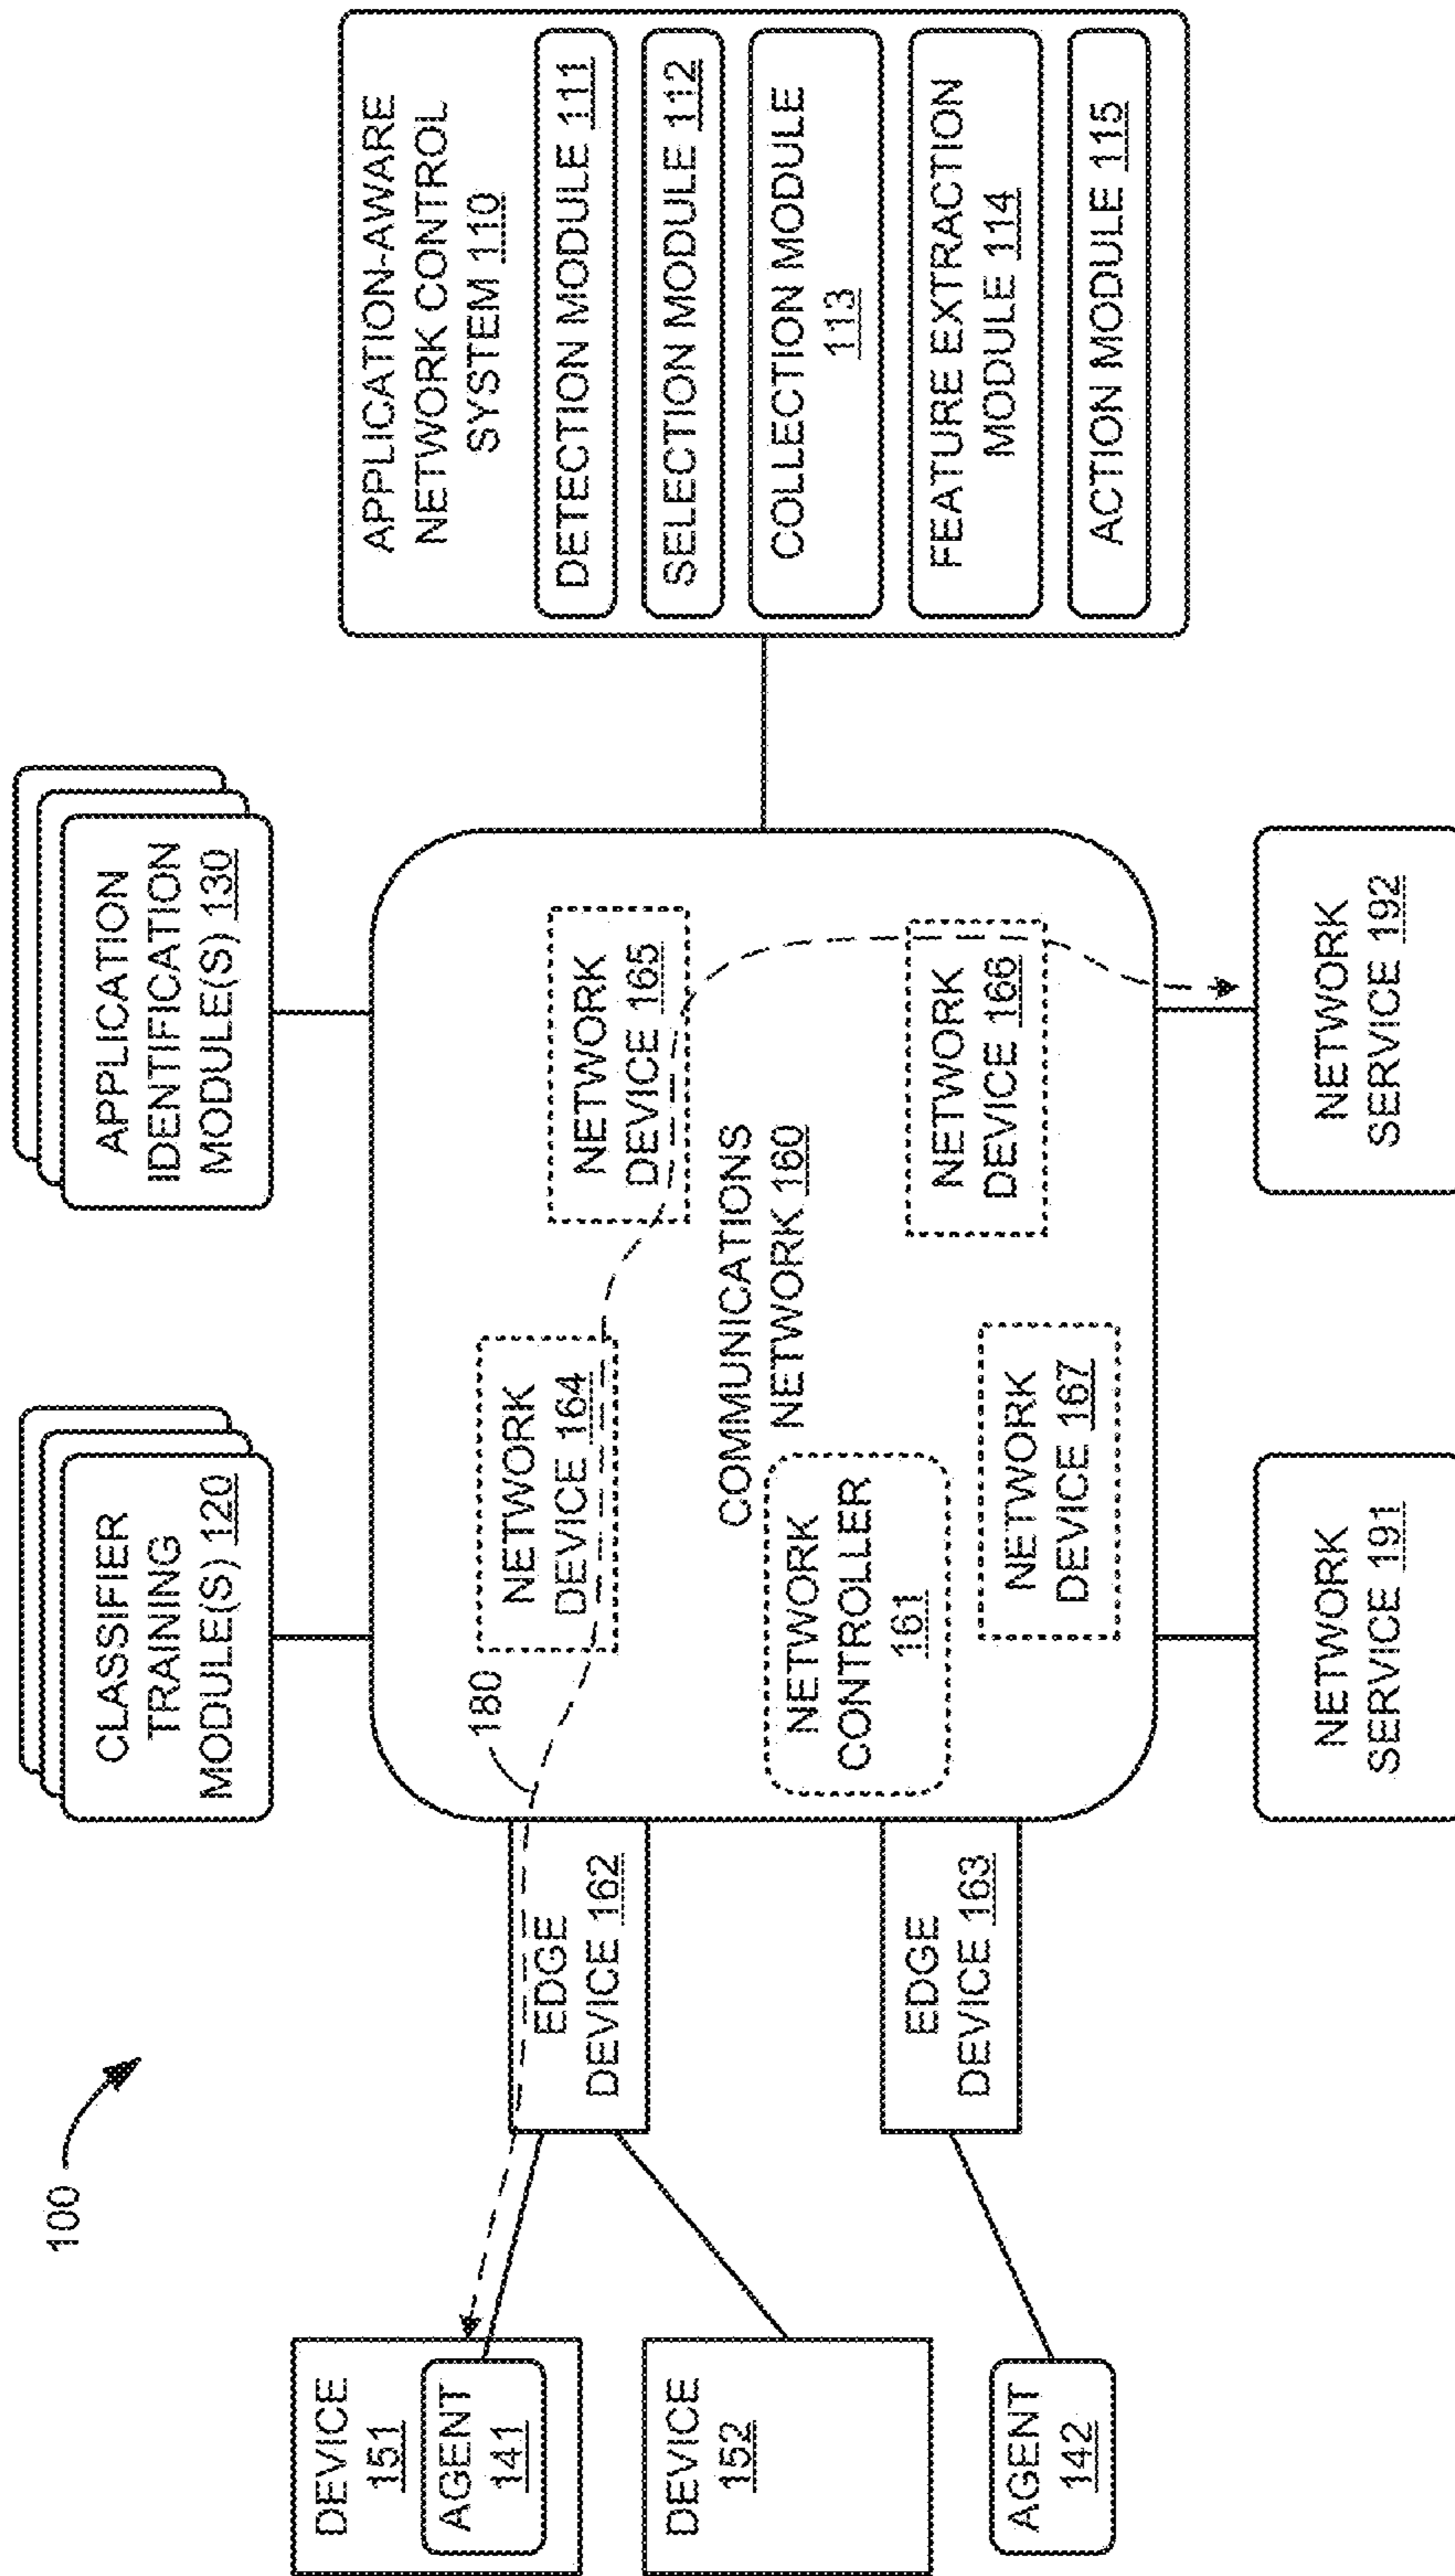 100
CLASSIFIER
TRAINING
MODULE(S) 120
APPLICATION
IDENTIFICATION
MODULE(S) 130
APPLICATION-AWARE
NETWORK CONTROL
SYSTEM 110
DETECTION MODULE 111
SELECTION MODULE 112
COLLECTION MODULE
113
FEATURE EXTRACTION
MODULE 114
ACTION MODULE 115
DEVICE
151
AGENT
141
DEVICE
152
AGENT
142
EDGE
DEVICE 162
EDGE
DEVICE 163
180
NETWORK
DEVICE 164
NETWORK
DEVICE 165
COMMUNICATIONS
NETWORK 160
NETWORK
CONTROLLER
161
NETWORK
DEVICE 166
NETWORK
DEVICE 167
NETWORK
SERVICE 191
NETWORK
SERVICE 192